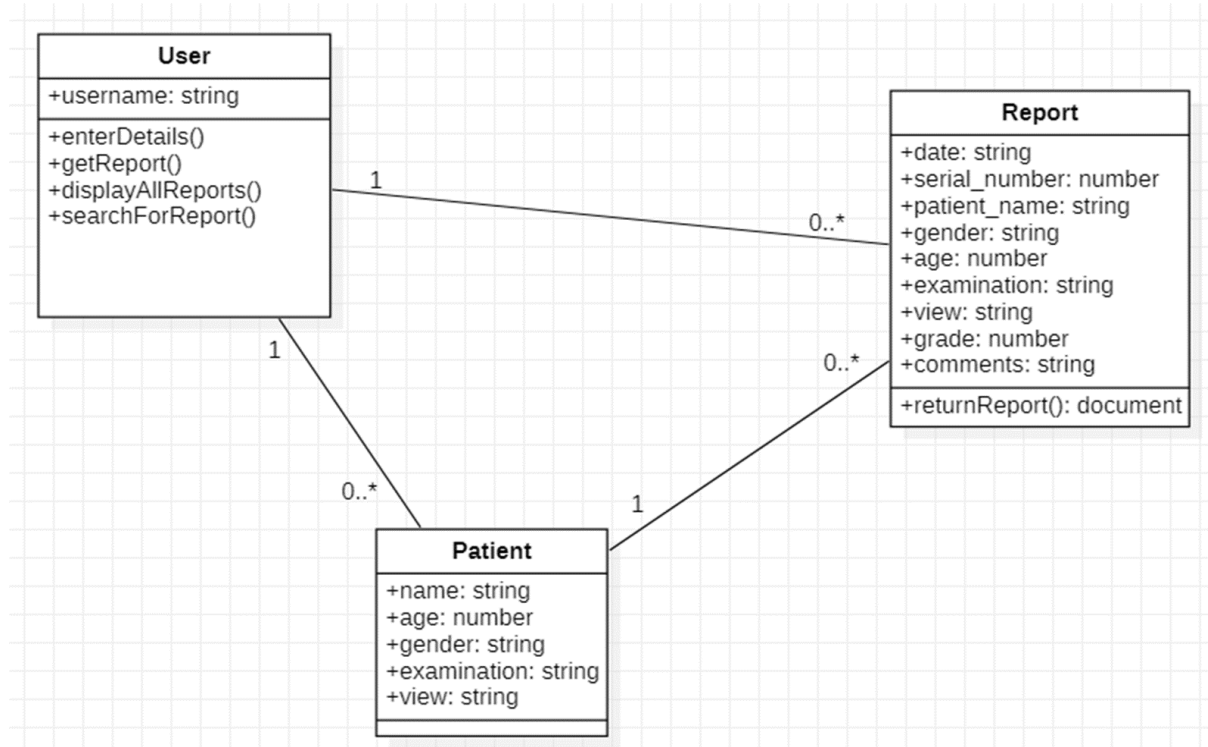 User
+username: string
+enterDetails()
+getReport()
+displayAllReports()
+searchForReport()
1
0..*
Report
+date: string
+serial_number: number
+patient_name: string
+gender: string
+age: number
+examination: string
+view: string
+grade: number
+comments: string
+returnReport(): document
1
0..*
0..*
1
Patient
+name: string
+age: number
+gender: string
+examination: string
+view: string